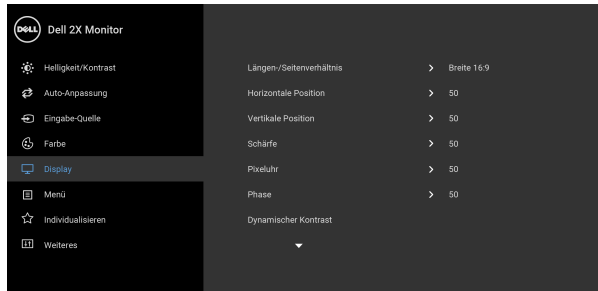 DELL Dell 2X Monitor
Helligkeit/Kontrast Längen-/Seitenverhältnis Breite 16:9
Auto-Anpassung Horizontale Position 50
Eingabe-Quelle Vertikale Position 50
Farbe Schärfe 50
Display Pixeluhr 50
Menü Phase 50
Individualisieren Dynamischer Kontrast
Weiteres